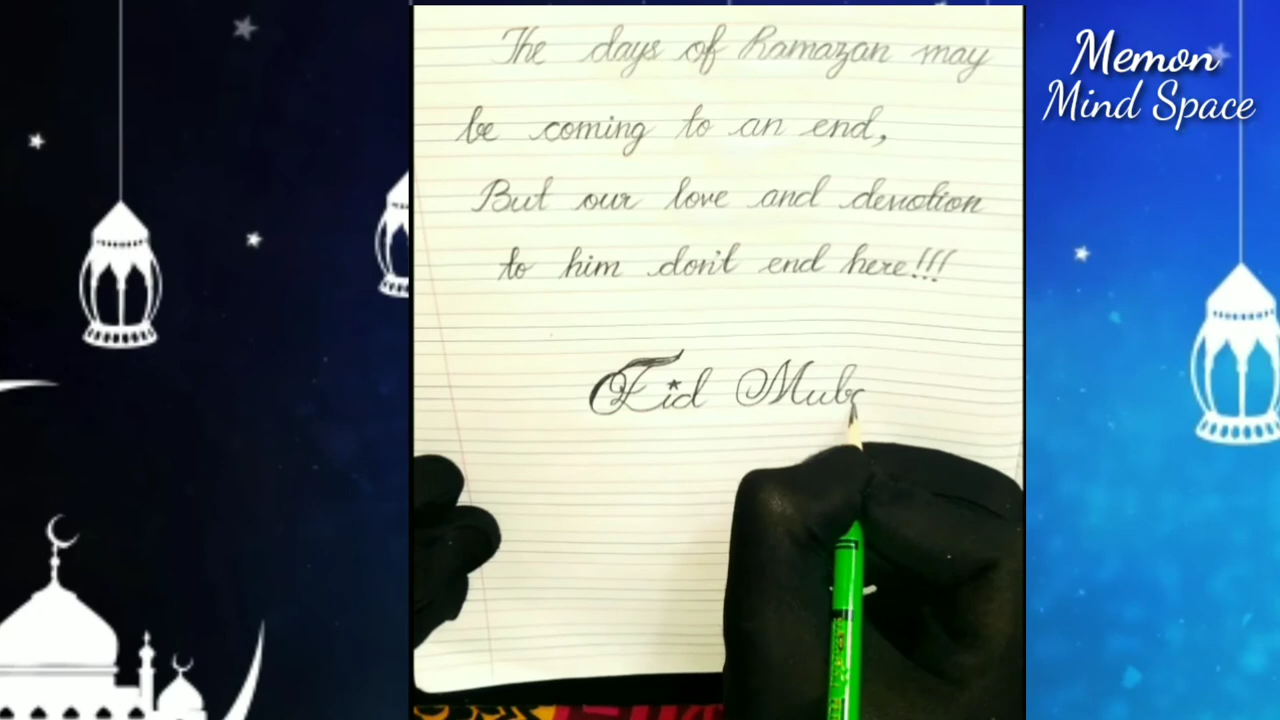 The days of Ramazan may
be coming to an end,
But our love and devotion
to him don't end here!!!
Eid Mub
Memon
Mind Space